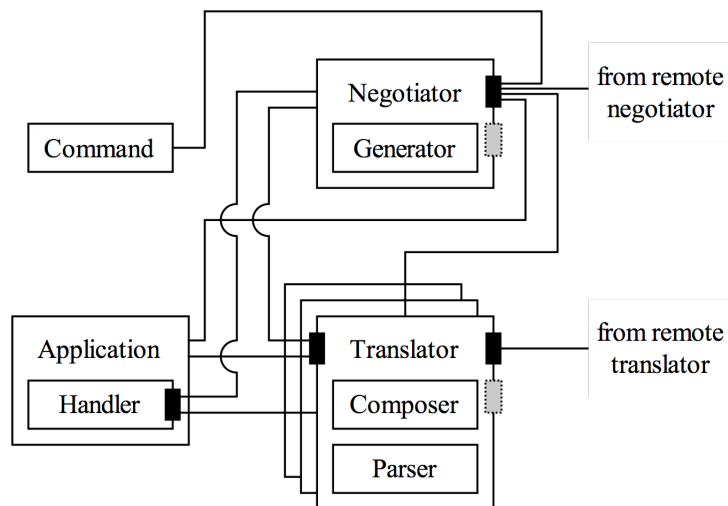 Negotiator
Generator
from remote
negotiator
Command
Application
Handler
Translator
Composer
Parser
from remote
translator